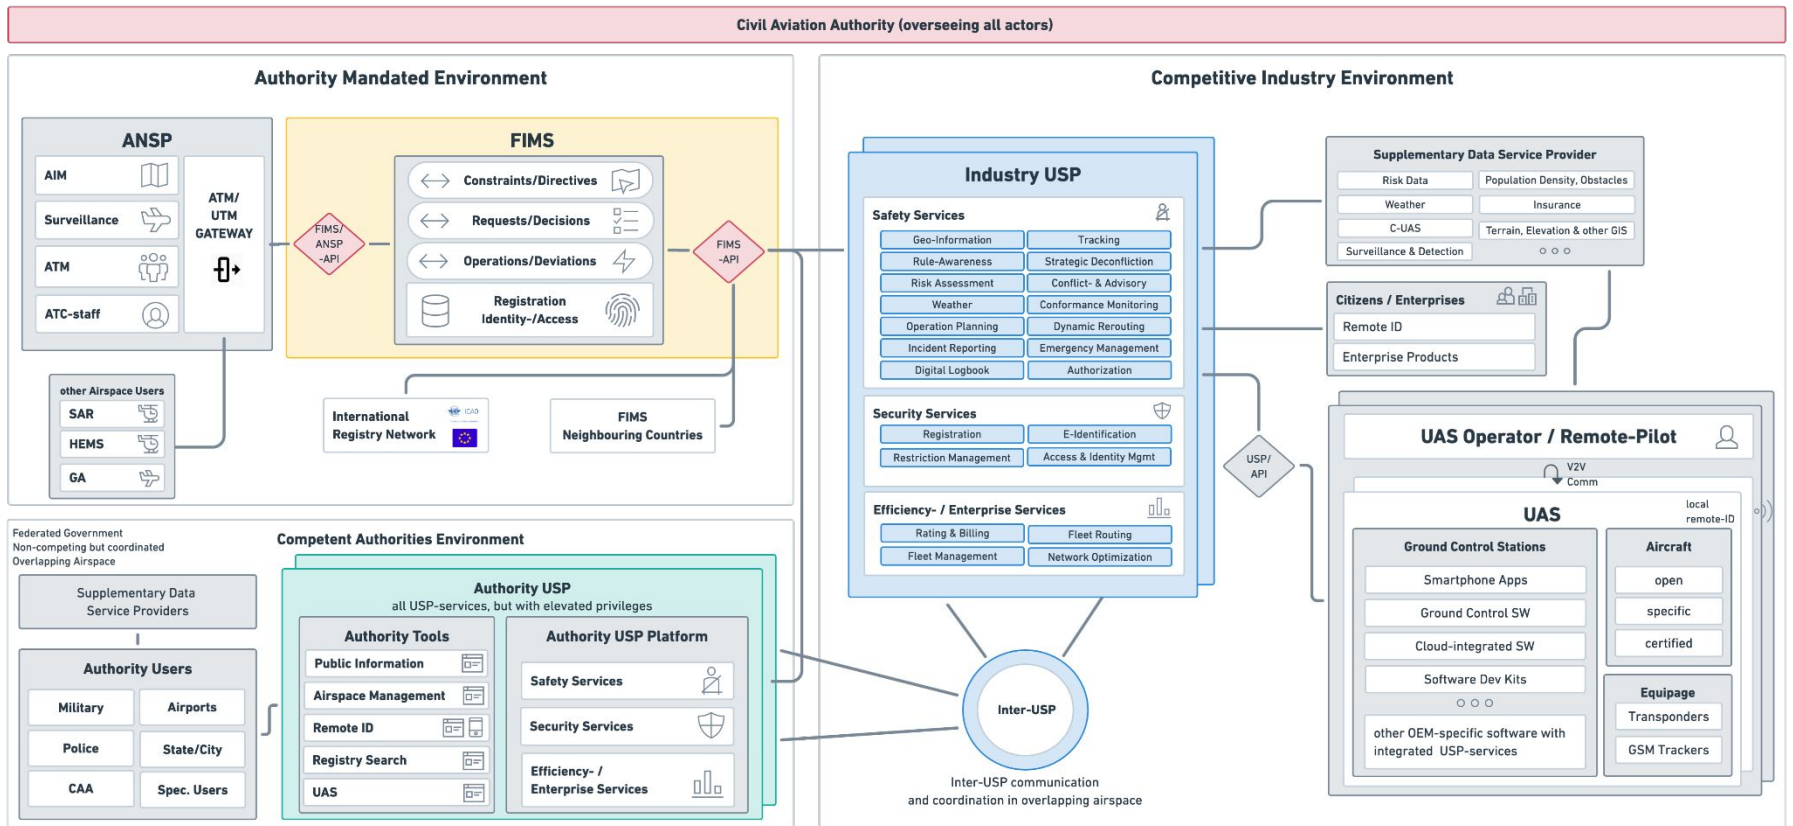 Civil Aviation Authority (overseeing all actors)
Authority Mandated Environment
ANSP
AIM
Surveillance
ATM
ATC-staff
ATM/
UTM
GATEWAY
other Airspace Users
SAR
HEMS
GA
FIMS/
ANSP
-API
FIMS
Constraints/Directives
Requests/Decisions
Operations/Deviations
Registration
Identity-/Access
FIMS
-API
International
Registry Network
ICAO
FIMS
Neighbouring Countries
Federated Government
Non-competing but coordinated
Overlapping Airspace
Competent Authorities Environment
Supplementary Data
Service Providers
Authority Users
Military
Airports
Police
State/City
CAA
Spec. Users
Authority USP
all USP-services, but with elevated privileges
Authority Tools
Public Information
Airspace Management
Remote ID
Registry Search
UAS
Authority USP Platform
Safety Services
Security Services
Efficiency- /
Enterprise Services
Competitive Industry Environment
Industry USP
Safety Services
Geo-Information
Tracking
Rule-Awareness
Strategic Deconfliction
Risk Assessment
Conflict- & Advisory
Weather
Conformance Monitoring
Operation Planning
Dynamic Rerouting
Incident Reporting
Emergency Management
Digital Logbook
Authorization
Security Services
Registration
E-Identification
Restriction Management
Access & Identity Mgmt
Efficiency- / Enterprise Services
Rating & Billing
Fleet Routing
Fleet Management
Network Optimization
Inter-USP
Inter-USP communication
and coordination in overlapping airspace
Supplementary Data Service Provider
Risk Data
Population Density, Obstacles
Weather
Insurance
C-UAS
Terrain, Elevation & other GIS
Surveillance & Detection
Citizens / Enterprises
Remote ID
Enterprise Products
USP/
API
UAS Operator / Remote-Pilot
V2V
Comm
UAS
local
remote-ID
Ground Control Stations
Smartphone Apps
Ground Control SW
Cloud-integrated SW
Software Dev Kits
other OEM-specific software with
integrated USP-services
Aircraft
open
specific
certified
Equipage
Transponders
GSM Trackers